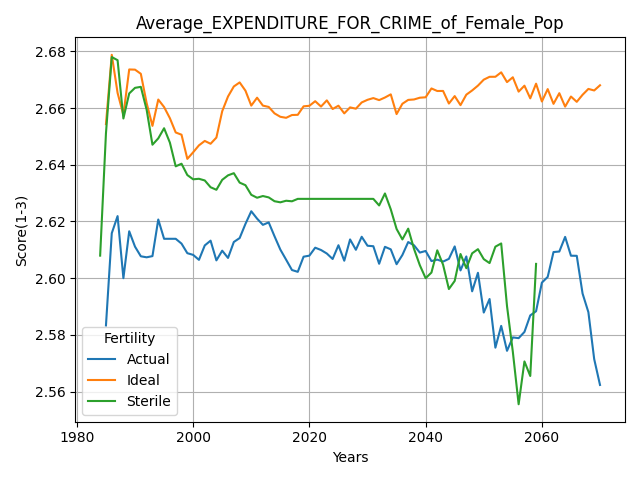 Average_EXPENDITURE_FOR_CRIME_of_Female_Pop
2.68
2.66
2.64
2.62
2.60
2.58
2.56
Score(1-3)
Fertility
Actual
Ideal
Sterile
1980
2000
2020
2040
2060
Years